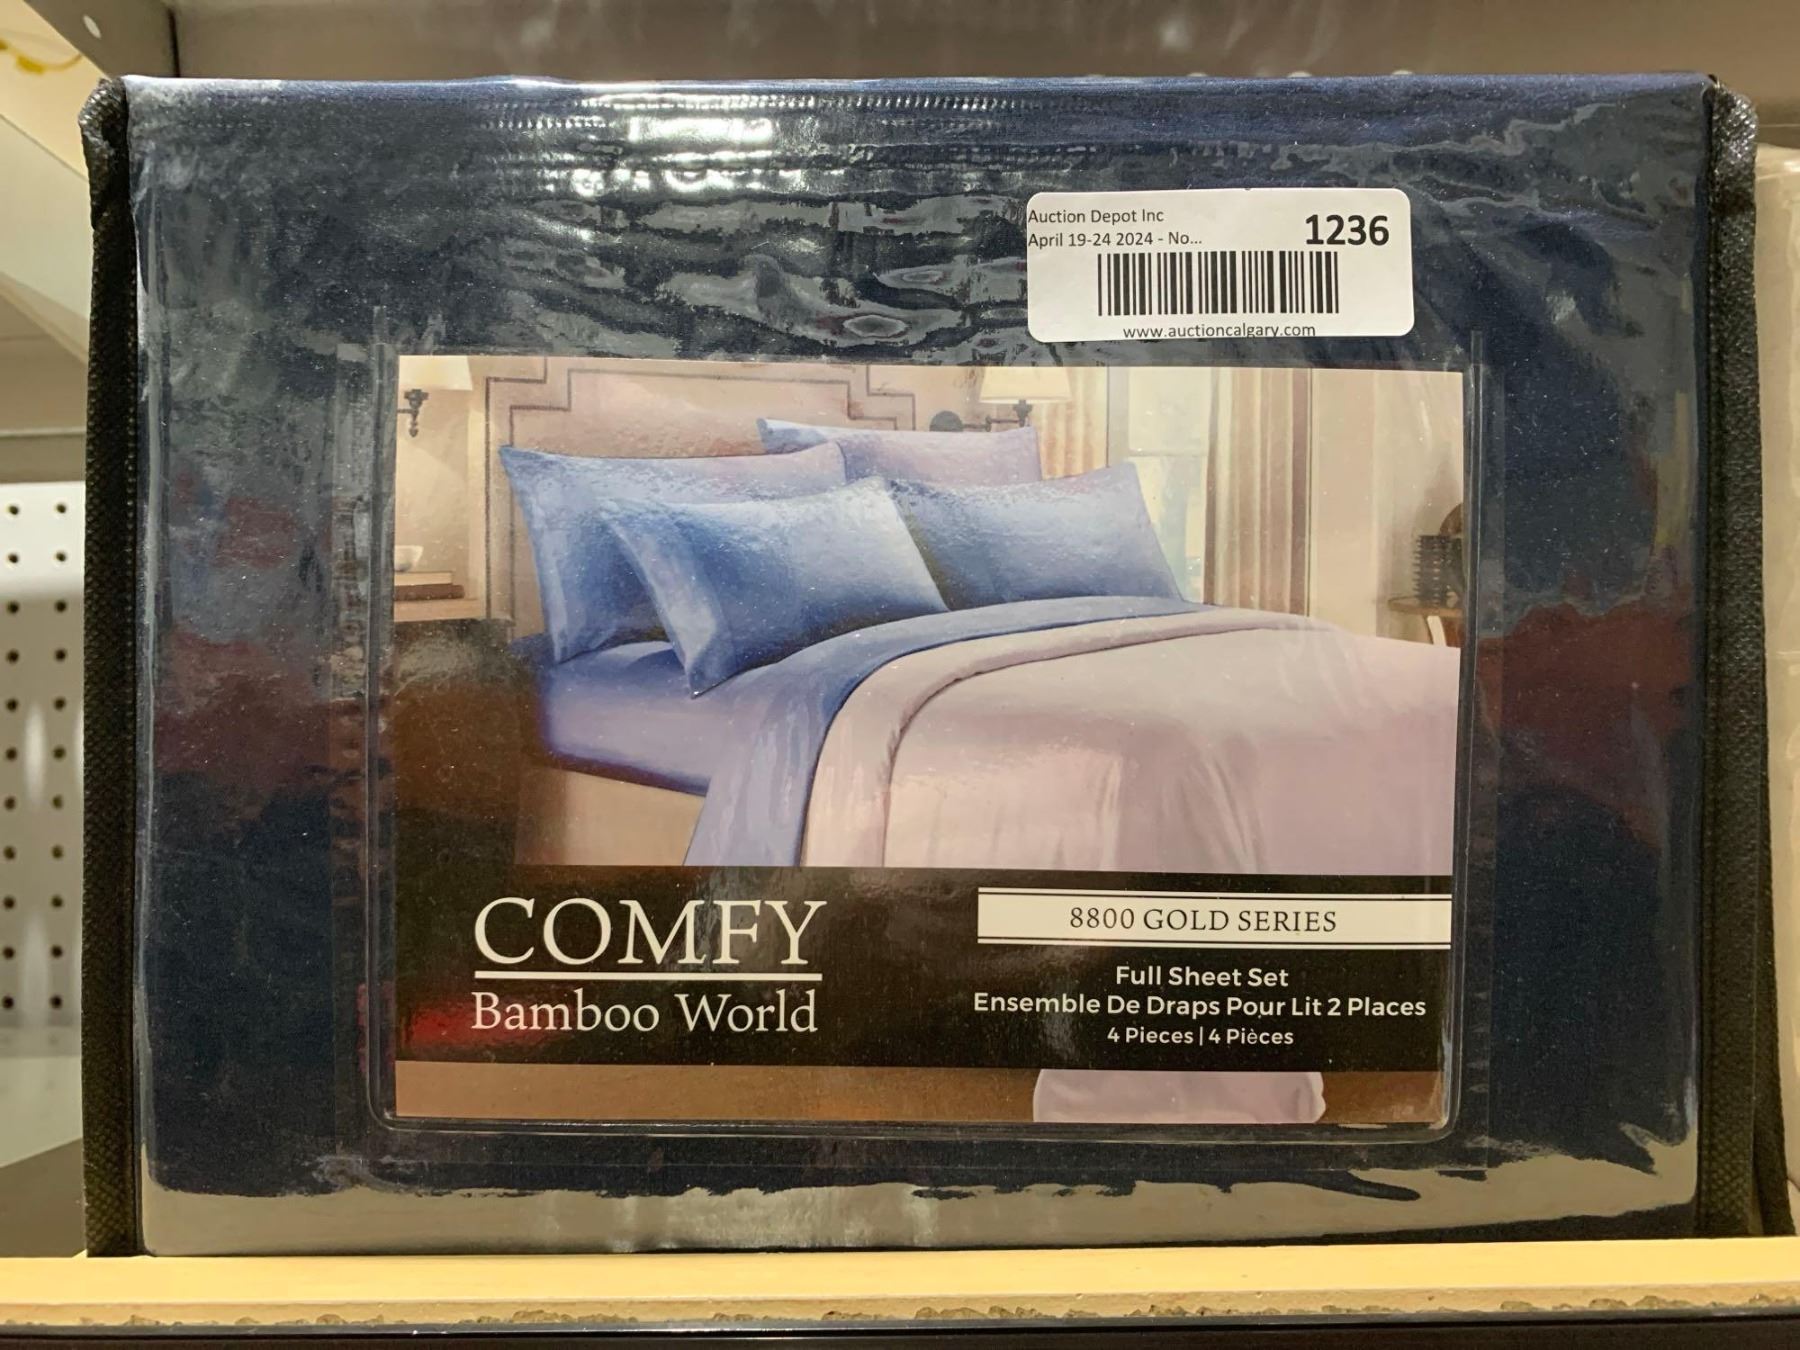 Auction Depot Inc
April 19-24 2024 - No...
1236
www.auctioncalgary.com
COMFY
Bamboo World
8800 GOLD SERIES
Full Sheet Set
Ensemble De Draps Pour Lit 2 Places
4 Pieces | 4 Pièces